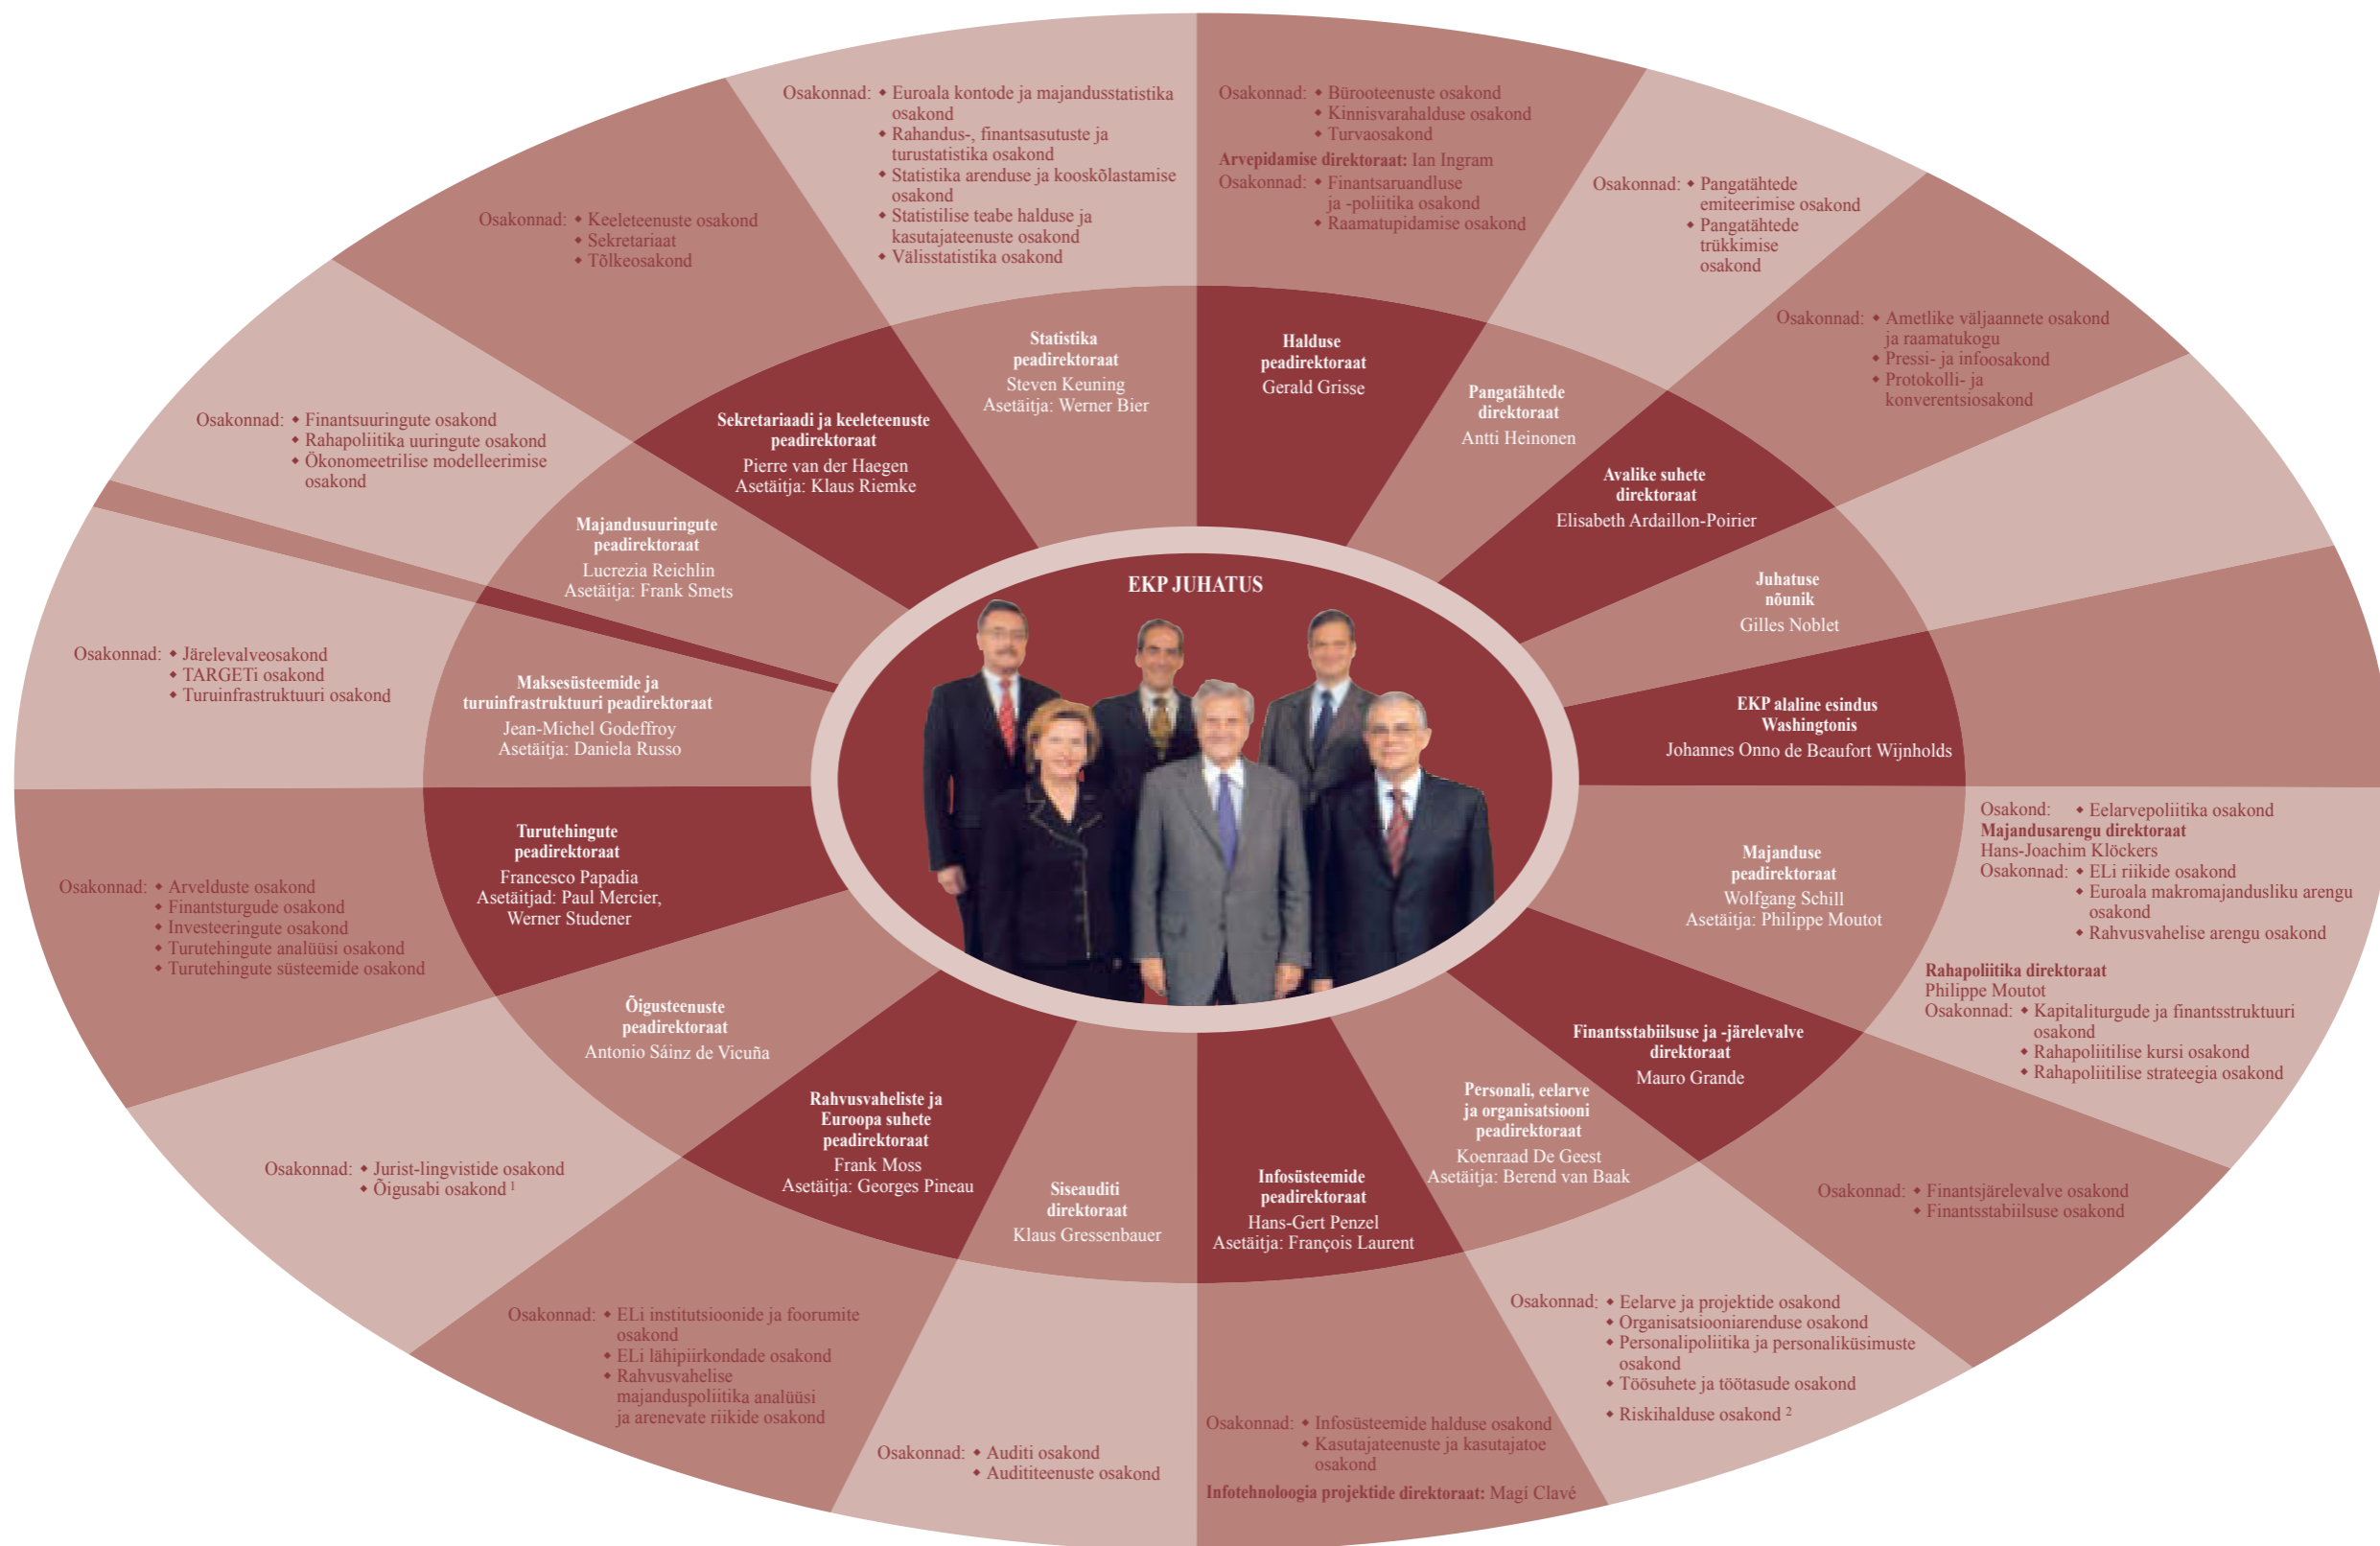 EKP JUHATUS
Osakonnad: ◆ Euroala kontode ja majandusstatistika
osakond
◆ Rahandus-, finantsasutuste ja
turustatistika osakond
◆ Statistika arenduse ja kooskõlastamise
osakond
◆ Statistilise teabe halduse ja
kasutajateenuste osakond
◆ Välisstatistika osakond
Statistika
peadirektoraat
Steven Keuning
Asetäitja: Werner Bier
Osakonnad: ◆ Bürooteenuste osakond
◆ Kinnisvarahalduse osakond
◆ Turvaosakond
Arvepidamise direktoraat: Ian Ingram
Osakonnad: ◆ Finantsaruandluse
ja -poliitika osakond
◆ Raamatupidamise osakond
Halduse
peadirektoraat
Gerald Grisse
Osakonnad: ◆ Pangatähtede
emiteerimise osakond
◆ Pangatähtede
trükkimise
osakond
Pangatähtede
direktoraat
Antti Heinonen
Osakonnad: ◆ Ametlike väljaannete osakond
ja raamatukogu
◆ Pressi- ja infoosakond
◆ Protokolli- ja
konverentsiosakond
Avalike suhete
direktoraat
Elisabeth Ardaillon-Poirier
Juhatuse
nõunik
Gilles Noblet
EKP alaline esindus
Washingtonis
Johannes Onno de Beaufort Wijnholds
Majanduse
peadirektoraat
Wolfgang Schill
Asetäitja: Philippe Moutot
Osakond: ◆ Eelarvepoliitika osakond
Majandusarengu direktoraat
Hans-Joachim Klöckers
Osakonnad: ◆ ELi riikide osakond
◆ Euroala makromajandusliku arengu
osakond
◆ Rahvusvahelise arengu osakond
Rahapoliitika direktoraat
Philippe Moutot
Osakonnad: ◆ Kapitaliturgude ja finantsstruktuuri
osakond
◆ Rahapoliitilise kursi osakond
◆ Rahapoliitilise strateegia osakond
Finantsstabiilsuse ja -järelevalve
direktoraat
Mauro Grande
Osakonnad: ◆ Finantsjärelevalve osakond
◆ Finantsstabiilsuse osakond
Personali, eelarve
ja organisatsiooni
peadirektoraat
Koenraad De Geest
Asetäitja: Berend van Baak
Osakonnad: ◆ Eelarve ja projektide osakond
◆ Organisatsiooniarenduse osakond
◆ Personalipoliitika ja personaliküsimuste
osakond
◆ Töösuhete ja töötasude osakond
◆ Riskihalduse osakond 2
Infosüsteemide
peadirektoraat
Hans-Gert Penzel
Asetäitja: François Laurent
Osakonnad: ◆ Infosüsteemide halduse osakond
◆ Kasutajateenuste ja kasutajatoe
osakond
Infotehnoloogia projektide direktoraat: Magí Clavé
Siseauditi
direktoraat
Klaus Gressenbauer
Osakonnad: ◆ Auditi osakond
◆ Audititeenuste osakond
Rahvusvaheliste ja
Euroopa suhete
peadirektoraat
Frank Moss
Asetäitja: Georges Pineau
Osakonnad: ◆ ELi institutsioonide ja foorumite
osakond
◆ ELi lähipiirkondade osakond
◆ Rahvusvahelise
majanduspoliitika analüüsi
ja arenevate riikide osakond
Õigusteenuste
peadirektoraat
Antonio Sáinz de Vicuña
Osakonnad: ◆ Jurist-lingvistide osakond
◆ Õigusabi osakond 1
Turutehingute
peadirektoraat
Francesco Papadia
Asetäitjad: Paul Mercier,
Werner Studener
Osakonnad: ◆ Arvelduste osakond
◆ Finantsturgude osakond
◆ Investeeringute osakond
◆ Turutehingute analüüsi osakond
◆ Turutehingute süsteemide osakond
Maksesüsteemide ja
turuinfrastruktuuri peadirektoraat
Jean-Michel Godeffroy
Asetäitja: Daniela Russo
Osakonnad: ◆ Järelevalveosakond
◆ TARGETi osakond
◆ Turuinfrastruktuuri osakond
Majandusuuringute
peadirektoraat
Lucrezia Reichlin
Asetäitja: Frank Smets
Osakonnad: ◆ Finantsuuringute osakond
◆ Rahapoliitika uuringute osakond
◆ Ökonomeetrilise modelleerimise
osakond
Sekretariaadi ja keeleteenuste
peadirektoraat
Pierre van der Haegen
Asetäitja: Klaus Riemke
Osakonnad: ◆ Keeleteenuste osakond
◆ Sekretariaat
◆ Tõlkeosakond